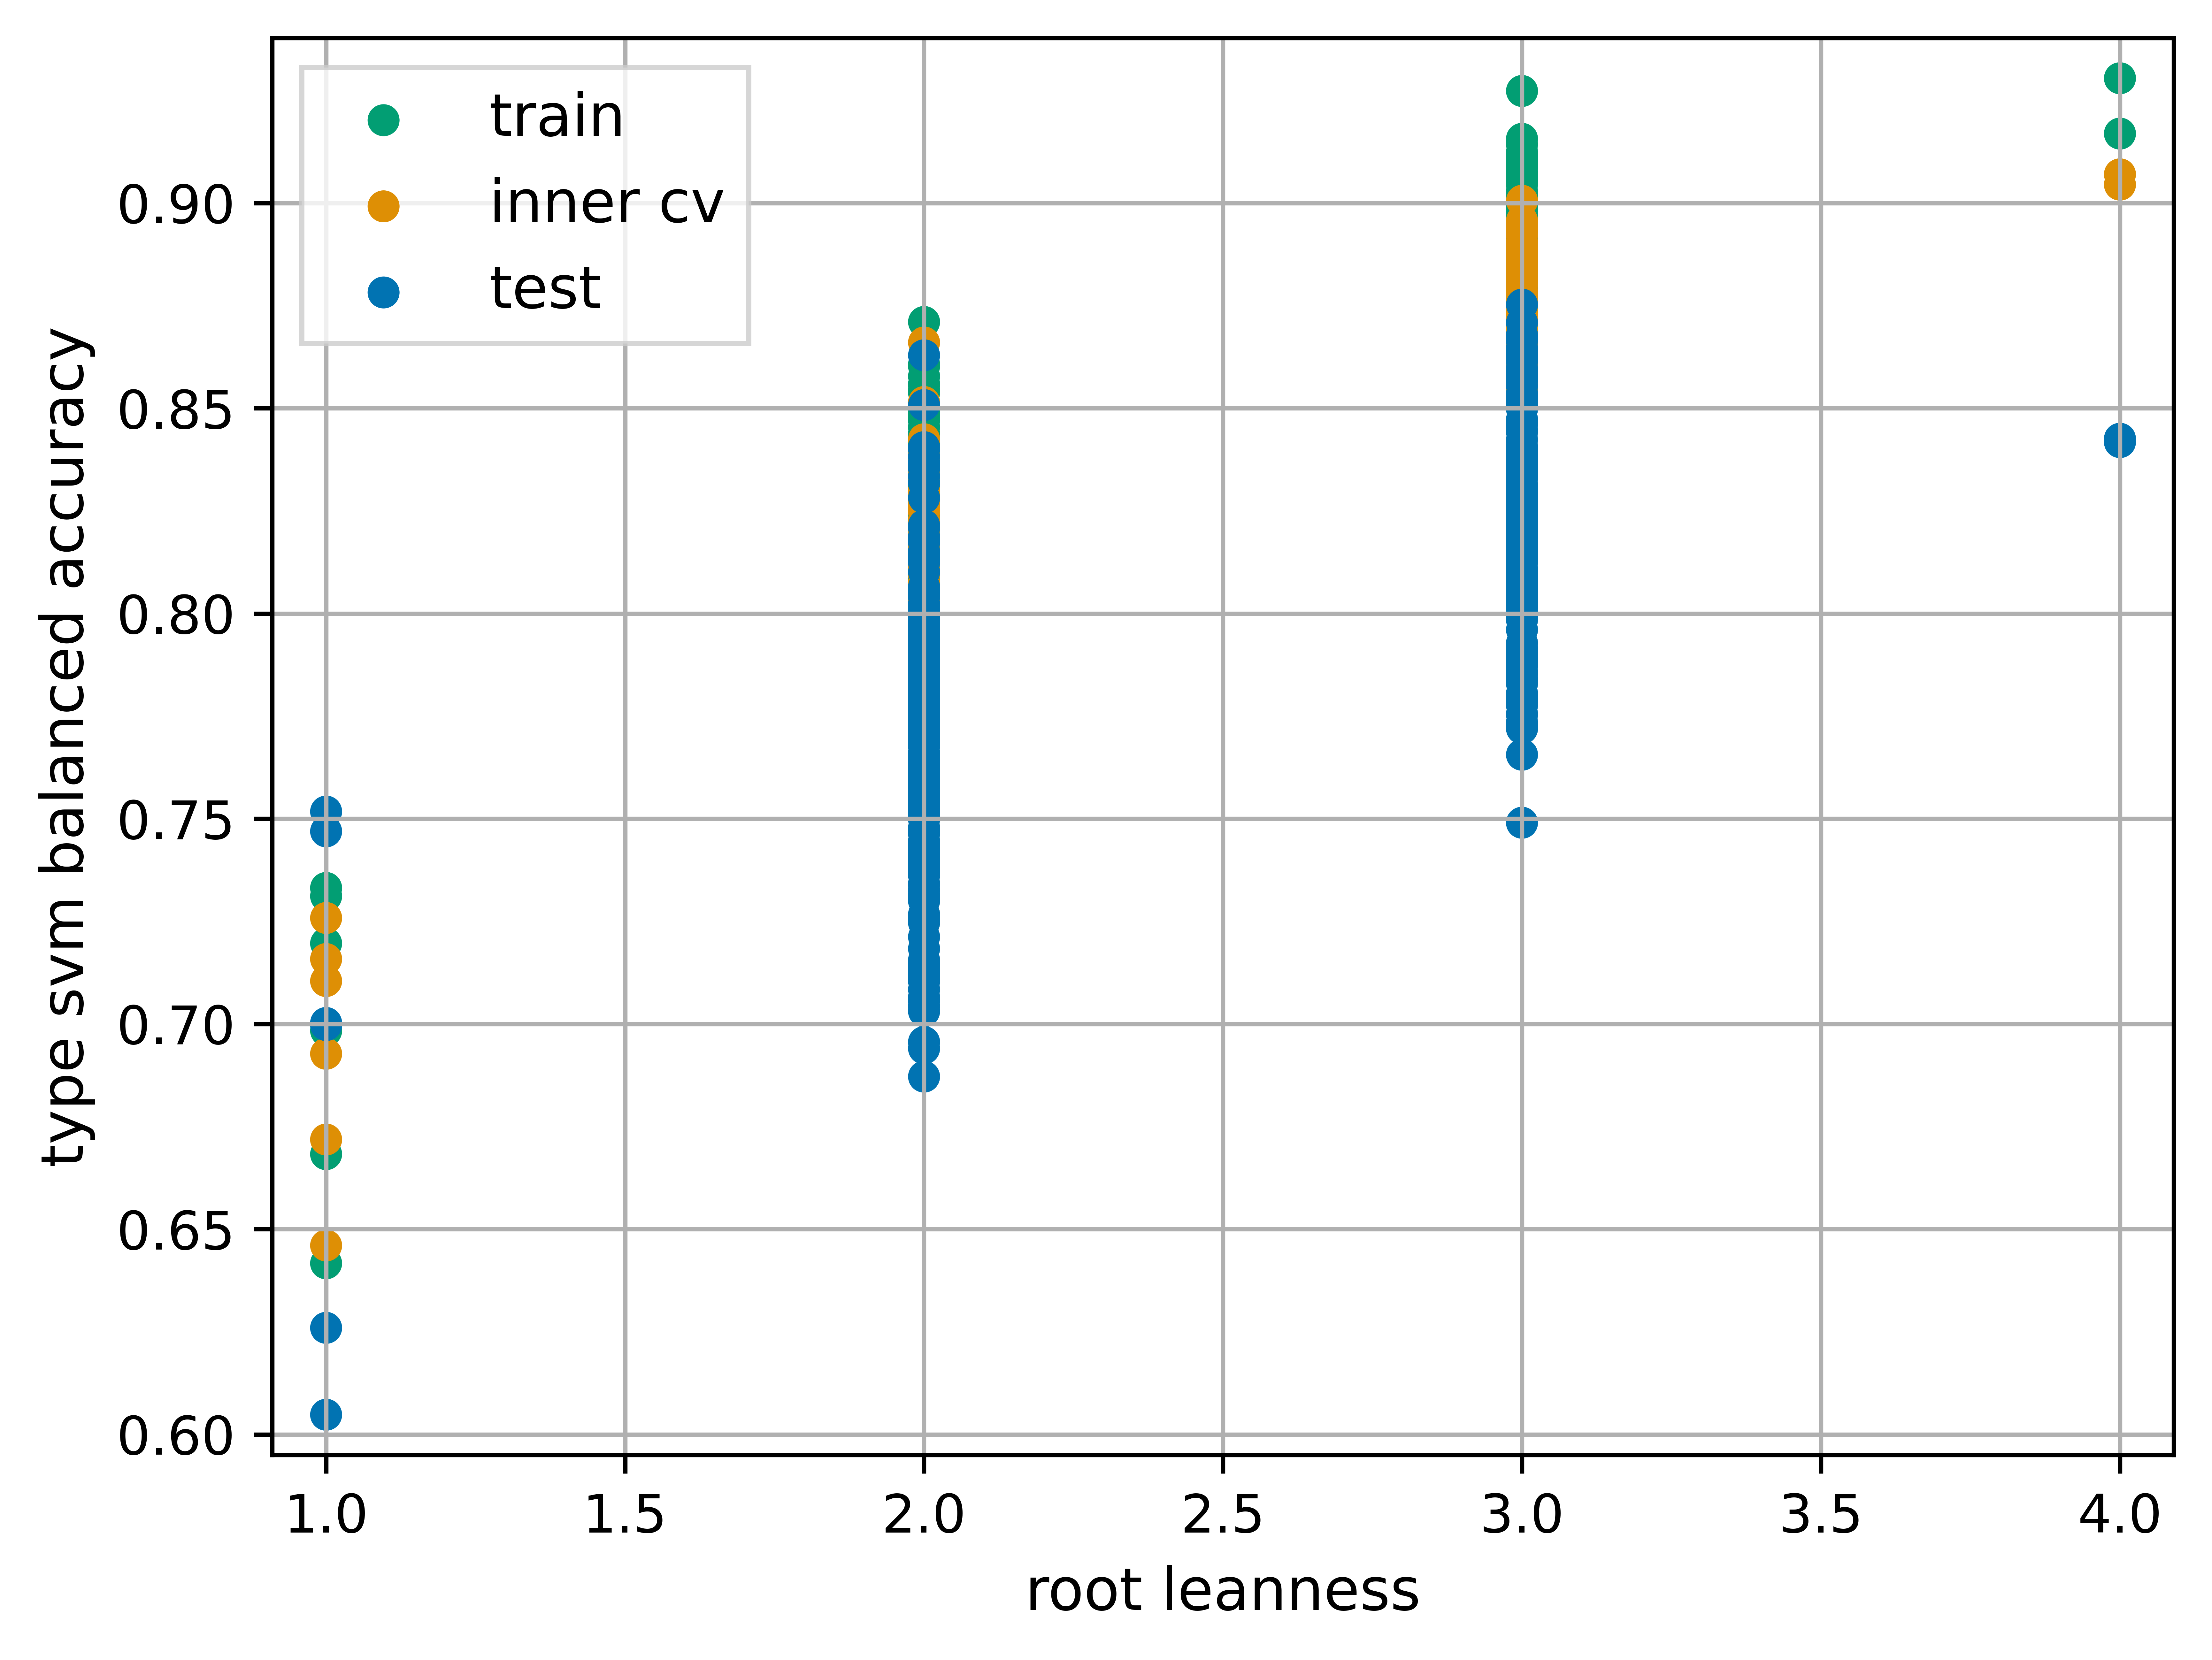 train
inner cv
test
0.90
0.85
0.80
0.75
0.70
0.65
0.60
type svm balanced accuracy
1.0 1.5 2.0 2.5 3.0 3.5 4.0
root leanness